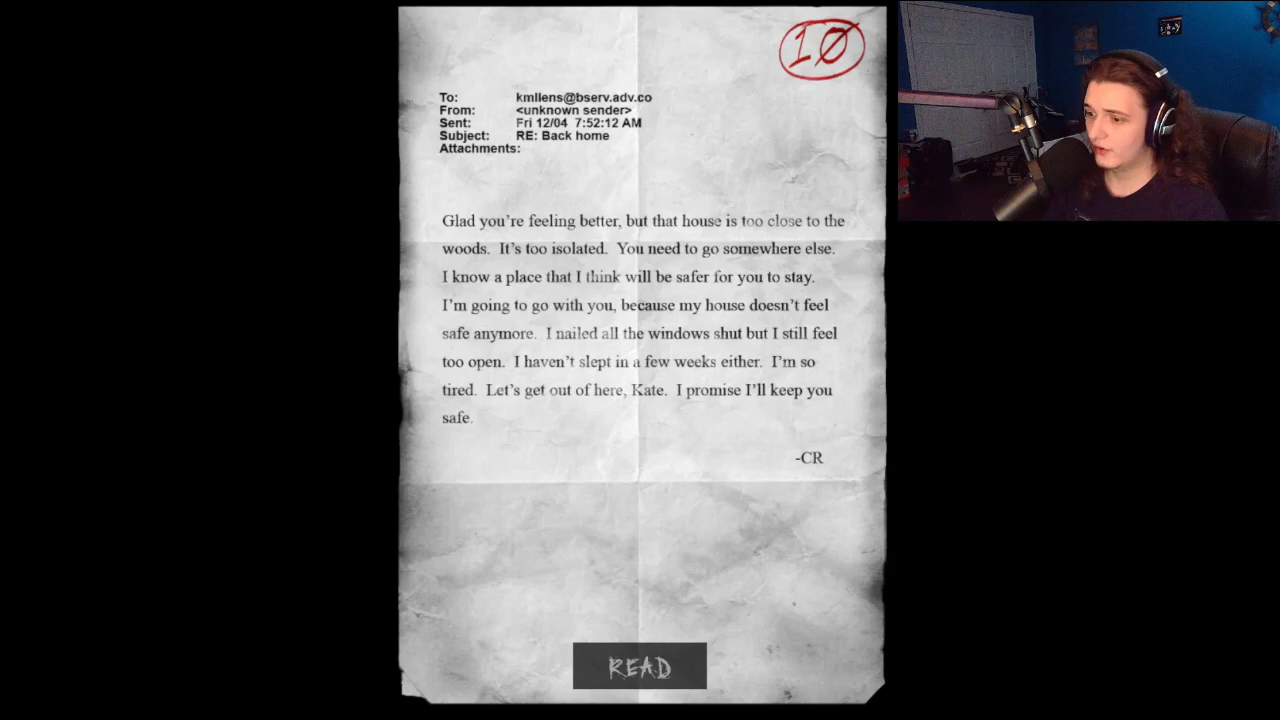 10
To: kmllens@bserv.adv.co
From: <unknown sender>
Sent: Fri 12/04 7:52:12 AM
Subject: RE: Back home
Attachments:
Glad you're feeling better, but that house is too close to the
woods. It's too isolated. You need to go somewhere else.
I know a place that I think will be safer for you to stay.
I'm going to go with you, because my house doesn't feel
safe anymore. I nailed all the windows shut but I still feel
too open. I haven't slept in a few weeks either. I'm so
tired. Let's get out of here, Kate. I promise I'll keep you
safe.
-CR
READ